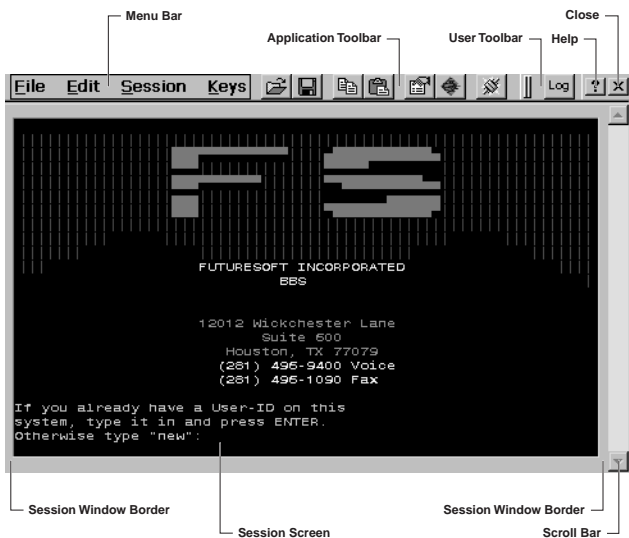 Menu Bar
Close
Application Toolbar
User Toolbar
Help
File Edit Session Keys Log ? X
FS
FUTURESOFT INCORPORATED
BBS
12012 Wickchester Lane
Suite 600
Houston, TX 77079
(281) 496-9400 Voice
(281) 496-1090 Fax
If you already have a User-ID on this
system, type it in and press ENTER.
Otherwise type "new":
Session Window Border
Session Window Border
Session Screen
Scroll Bar